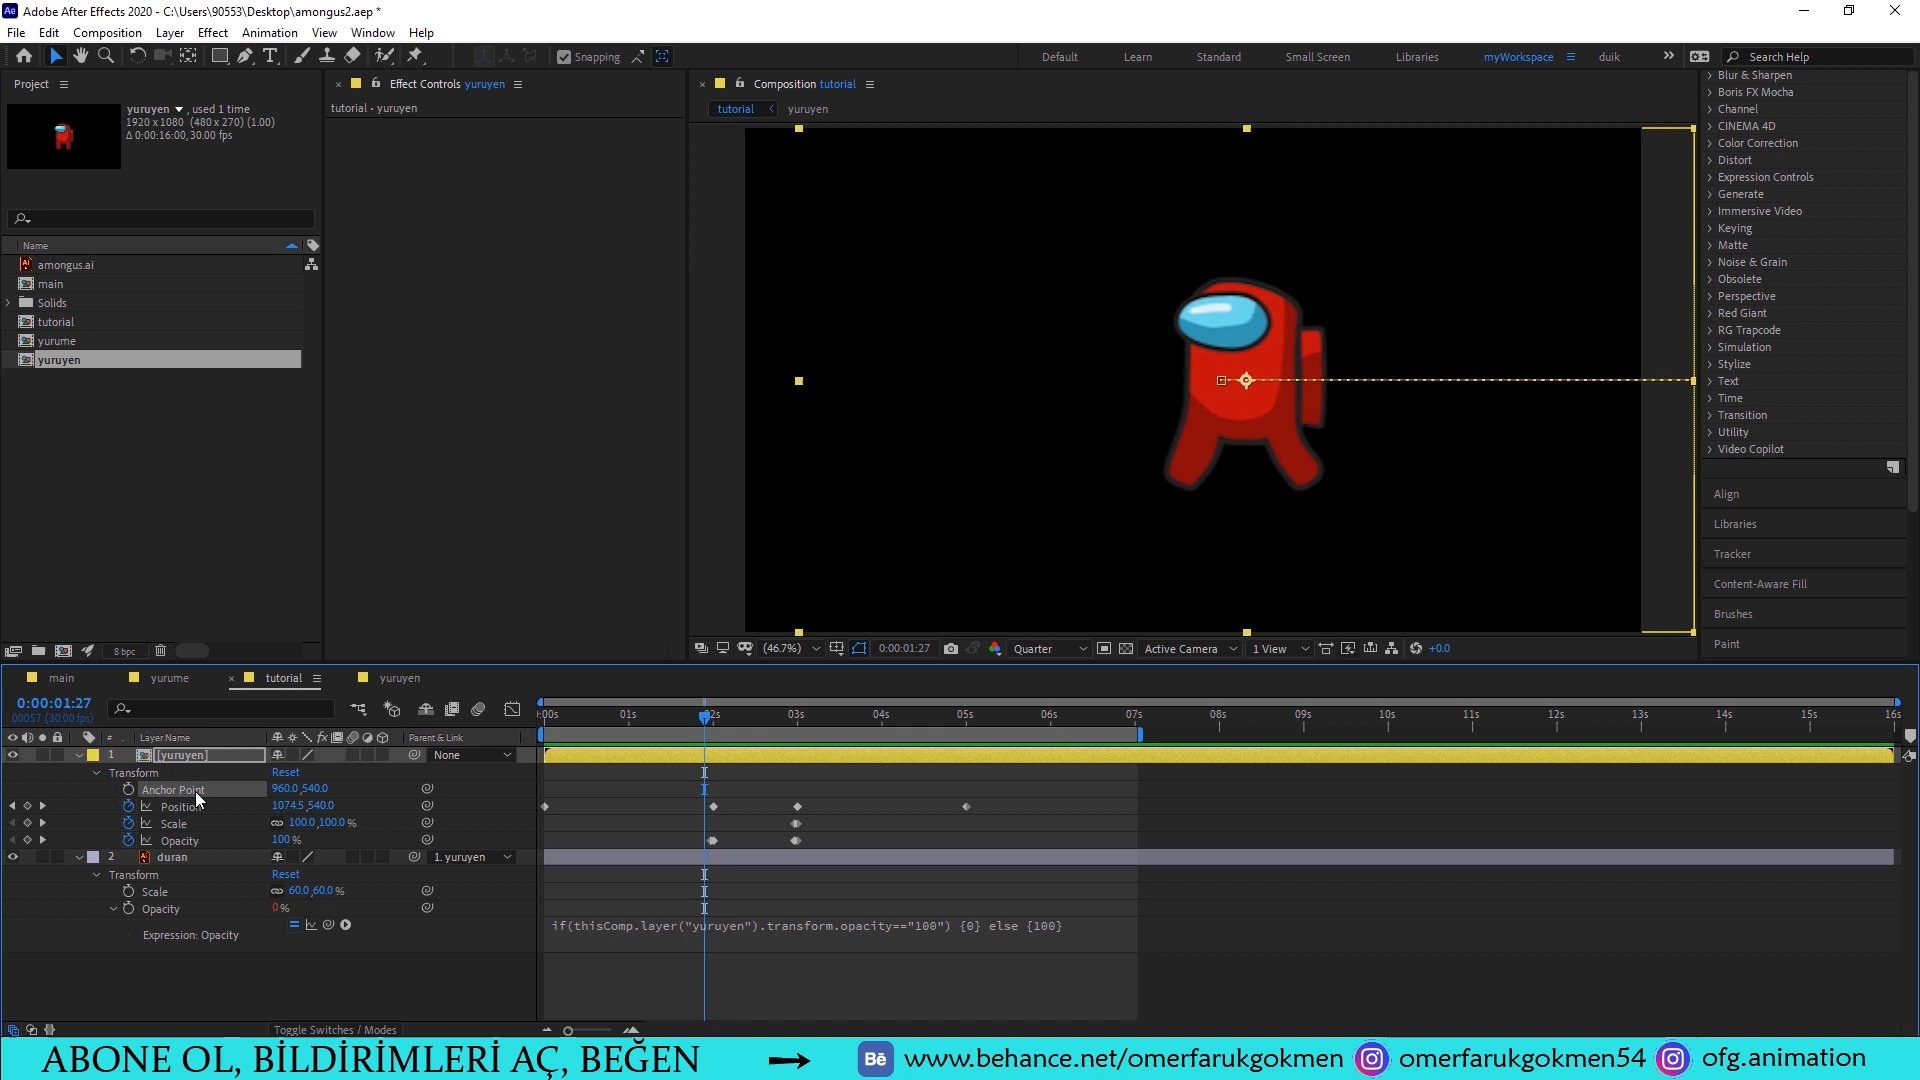 Adobe After Effects 2020 - C:\Users\90553\Desktop\amongus2.aep *
File Edit Composition Layer Effect Animation View Window Help
Snapping Default Learn Standard Small Screen Libraries myWorkspace duik Search Help
Project
Effect Controls yuruyen
Composition tutorial
yuruyen , used 1 time
1920 x 1080 (480 x 270) (1.00)
Δ 0:00:16:00, 30.00 fps
tutorial • yuruyen
tutorial yuruyen
Name
amongus.ai
main
Solids
tutorial
yurume
yuruyen
8 bpc
Blur & Sharpen
Boris FX Mocha
Channel
CINEMA 4D
Color Correction
Distort
Expression Controls
Generate
Immersive Video
Keying
Matte
Noise & Grain
Obsolete
Perspective
Red Giant
RG Trapcode
Simulation
Stylize
Text
Time
Transition
Utility
Video Copilot
Align
Libraries
Tracker
Content-Aware Fill
Brushes
Paint
(46.7%) 0:00:01:27 Quarter Active Camera 1 View +0.0
main yurume tutorial yuruyen
0:00:01:27
00057 (30.00 fps)
:00s 01s 02s 03s 04s 05s 06s 07s 08s 09s 10s 11s 12s 13s 14s 15s 16s
# Layer Name Parent & Link
1 [yuruyen] None
Transform Reset
Anchor Point 960.0,540.0
Position 1074.5,540.0
Scale 100.0,100.0 %
Opacity 100 %
2 duran 1. yuruyen
Transform Reset
Scale 60.0,60.0 %
Opacity 0 %
Expression: Opacity if(thisComp.layer("yuruyen").transform.opacity=="100") {0} else {100}
Toggle Switches / Modes
ABONE OL, BİLDİRİMLERİ AÇ, BEĞEN Bē www.behance.net/omerfarukgokmen omerfarukgokmen54 ofg.animation